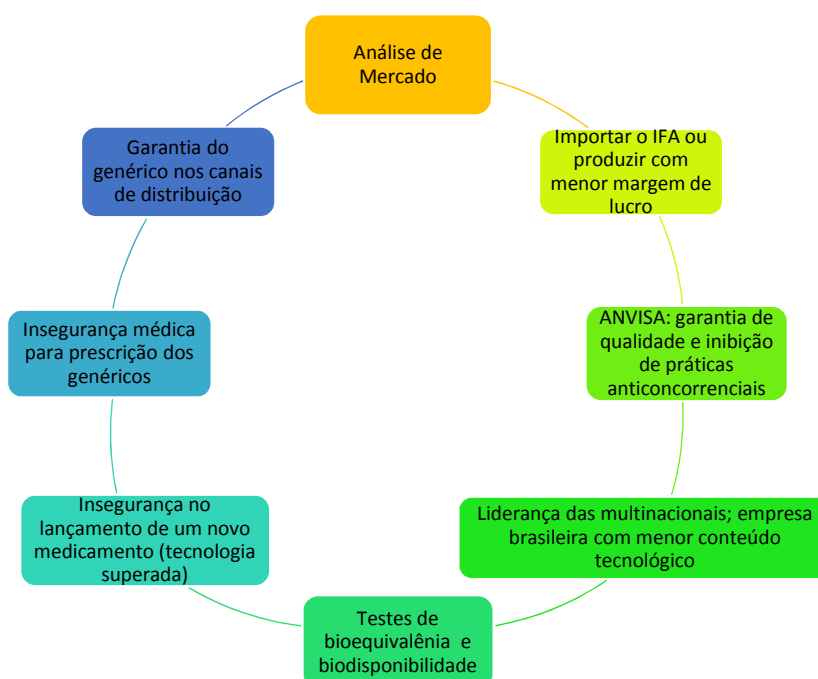 Análise de
Mercado
Importar o IFA ou
produzir com
menor margem de
lucro
ANVISA: garantia de
qualidade e inibição
de práticas
anticoncorrenciais
Liderança das multinacionais; empresa
brasileira com menor conteúdo
tecnológico
Testes de
bioequivalênia e
biodisponibilidade
Insegurança no
lançamento de um novo
medicamento (tecnologia
superada)
Insegurança médica
para prescrição dos
genéricos
Garantia do
genérico nos canais
de distribuição